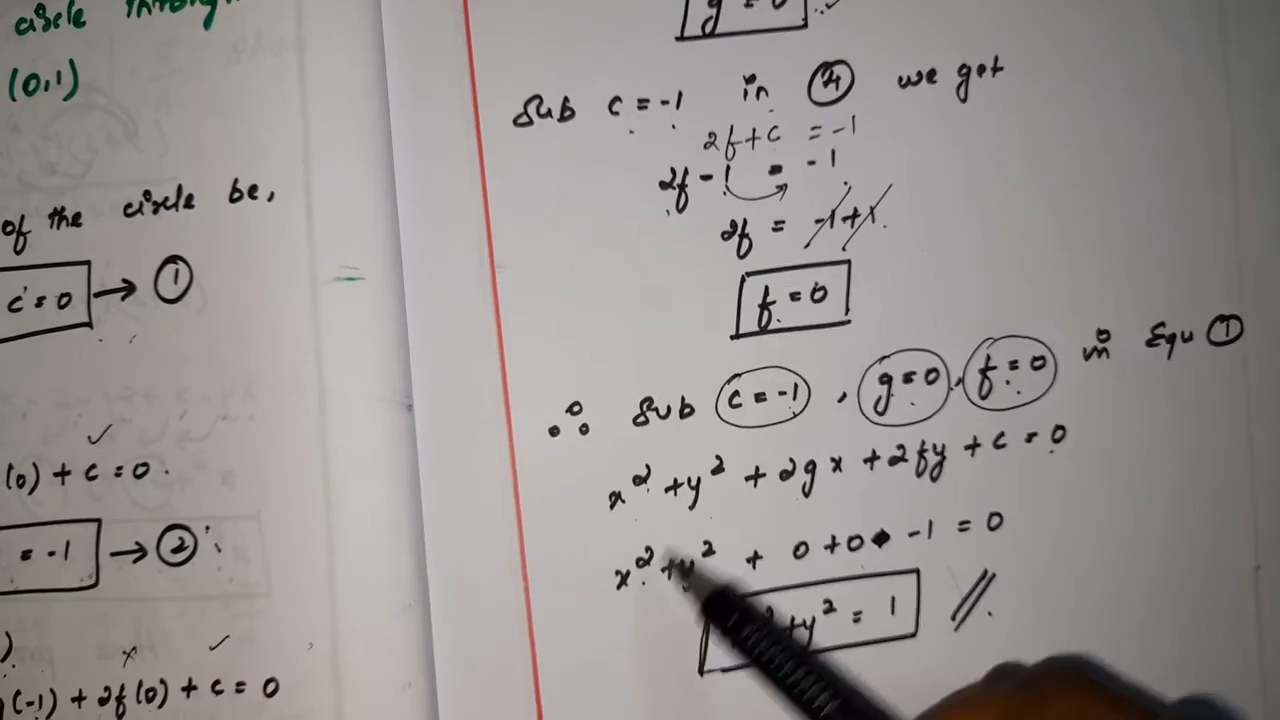 circle through
(0,1)
of the circle be,
c = 0 → ①
(0) + c = 0.
= -1 → ②
)
(-1) + 2f(0) + c = 0
g = 0
Sub c = -1 in ④ we get
2f + c = -1
2f - 1 = -1
2f = -1 + 1
f = 0
∴ Sub c = -1, g = 0, f = 0 in Equ ①
x² + y² + 2gx + 2fy + c = 0
x² + y² + 0 + 0 - 1 = 0
+ y² = 1 //